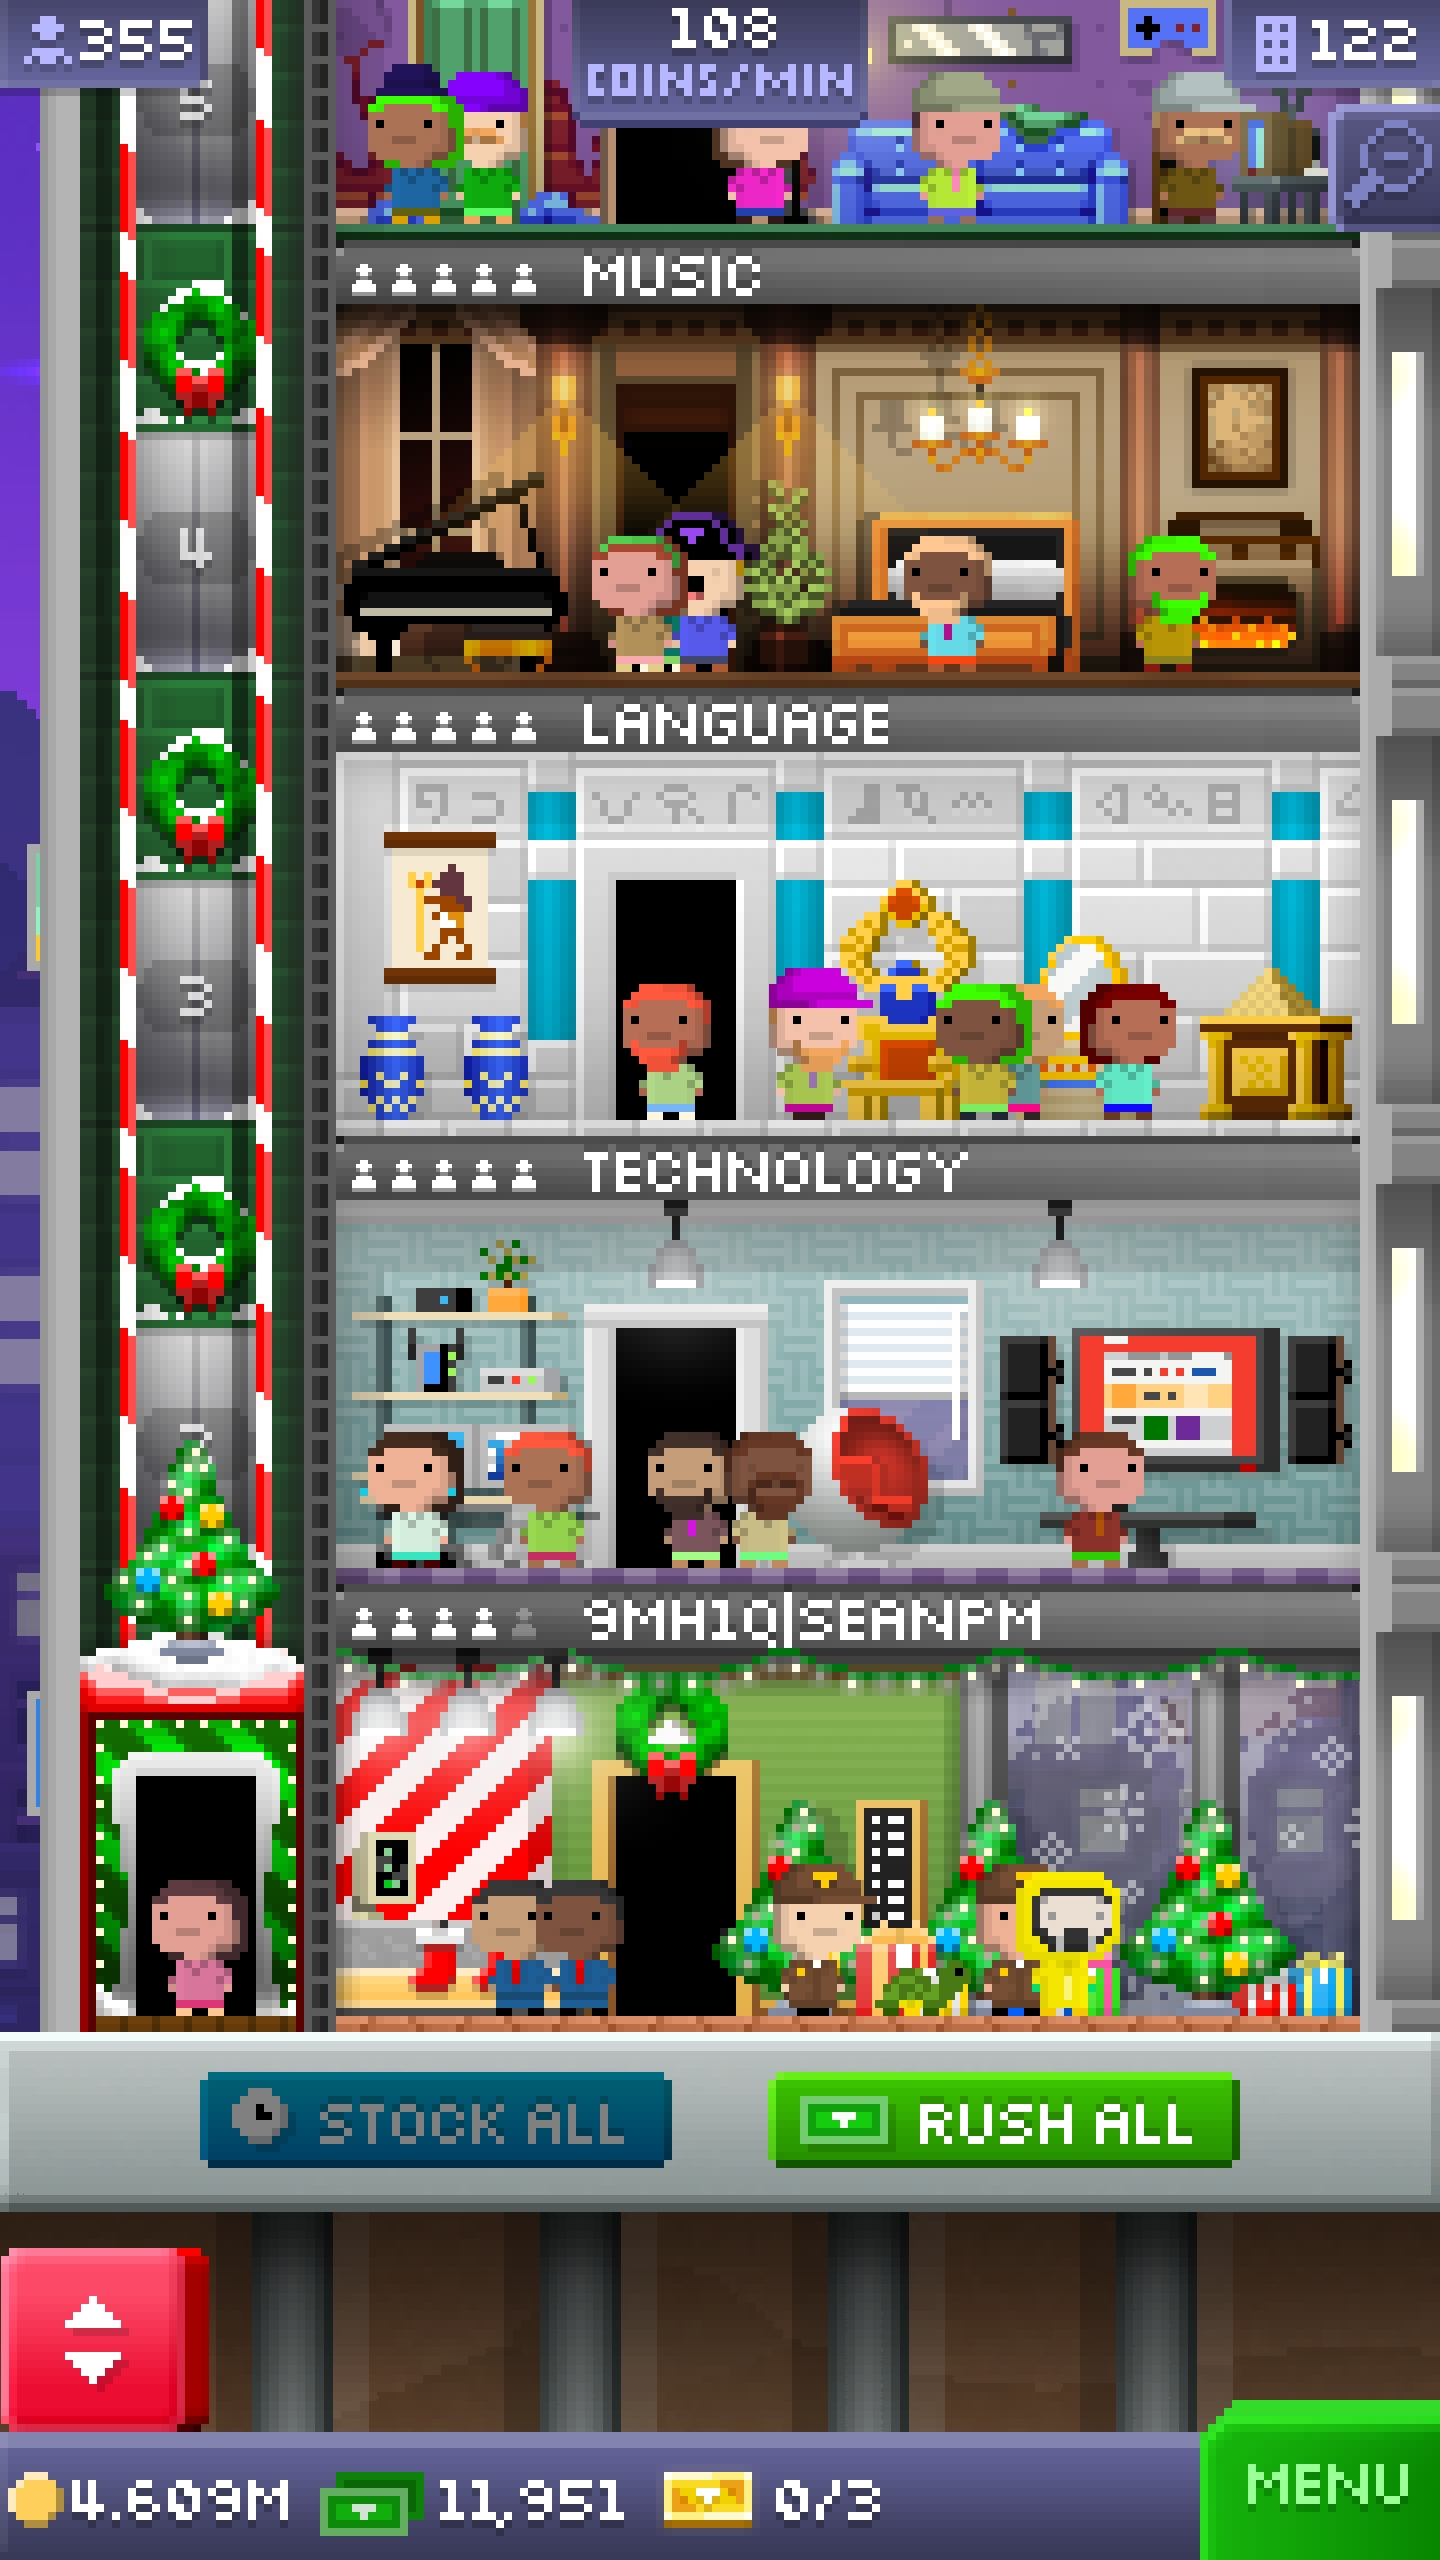 355
108
COINS/MIN
122
5
MUSIC
4
LANGUAGE
3
TECHNOLOGY
2
9MH1Q|SEANPM
STOCK ALL
RUSH ALL
4.609M
11,951
0/3
MENU